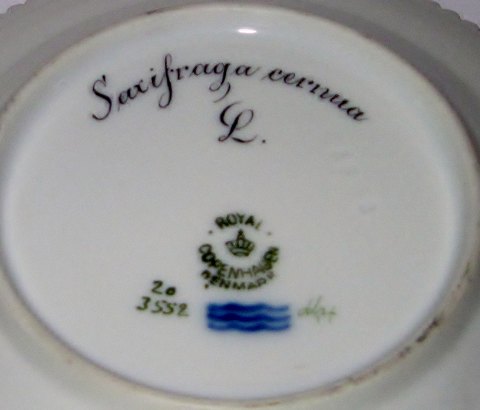 Saxifraga cernua
L.
ROYAL
COPENHAGEN
DENMARK
20
3552